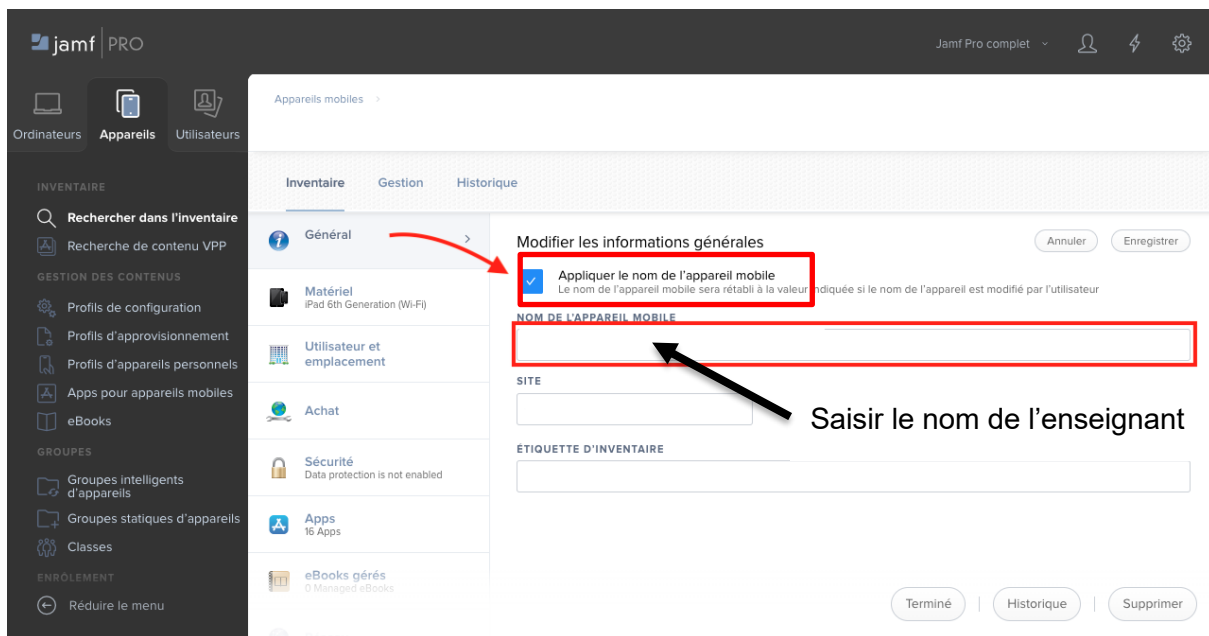 jamf PRO
Jamf Pro complet
Ordinateurs
Appareils
Utilisateurs
Appareils mobiles
INVENTAIRE
Rechercher dans l'inventaire
Recherche de contenu VPP
GESTION DES CONTENUS
Profils de configuration
Profils d'approvisionnement
Profils d'appareils personnels
Apps pour appareils mobiles
eBooks
GROUPES
Groupes intelligents
d'appareils
Groupes statiques d'appareils
Classes
ENRÔLEMENT
Réduire le menu
Inventaire
Gestion
Historique
Général
Matériel
iPad 6th Generation (Wi-Fi)
Utilisateur et
emplacement
Achat
Sécurité
Data protection is not enabled
Apps
16 Apps
eBooks gérés
0 Managed eBooks
Modifier les informations générales
Annuler
Enregistrer
Appliquer le nom de l'appareil mobile
Le nom de l'appareil mobile sera rétabli à la valeur indiquée si le nom de l'appareil est modifié par l'utilisateur
NOM DE L'APPAREIL MOBILE
SITE
Saisir le nom de l'enseignant
ÉTIQUETTE D'INVENTAIRE
Terminé
Historique
Supprimer